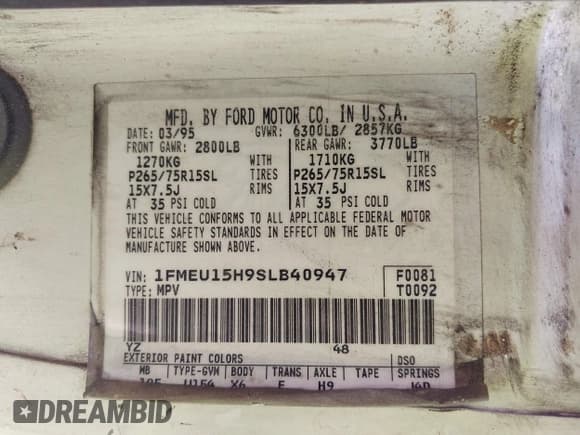 MFD. BY FORD MOTOR CO. IN U.S.A.
DATE: 03/95 GVWR: 6300LB/ 2857KG
FRONT GAWR: 2800LB REAR GAWR: 3770LB
1270KG WITH 1710KG WITH
P265/75R15SL TIRES P265/75R15SL TIRES
15X7.5J RIMS 15X7.5J RIMS
AT 35 PSI COLD AT 35 PSI COLD
THIS VEHICLE CONFORMS TO ALL APPLICABLE FEDERAL MOTOR
VEHICLE SAFETY STANDARDS IN EFFECT ON THE DATE OF
MANUFACTURE SHOWN ABOVE.
VIN: 1FMEU15H9SLB40947 F0081
TYPE: MPV T0092
YZ 48
EXTERIOR PAINT COLORS DSO
WB TYPE-GVM BODY TRANS AXLE TAPE SPRINGS
105 U154 X6 E H9
DREAMBID